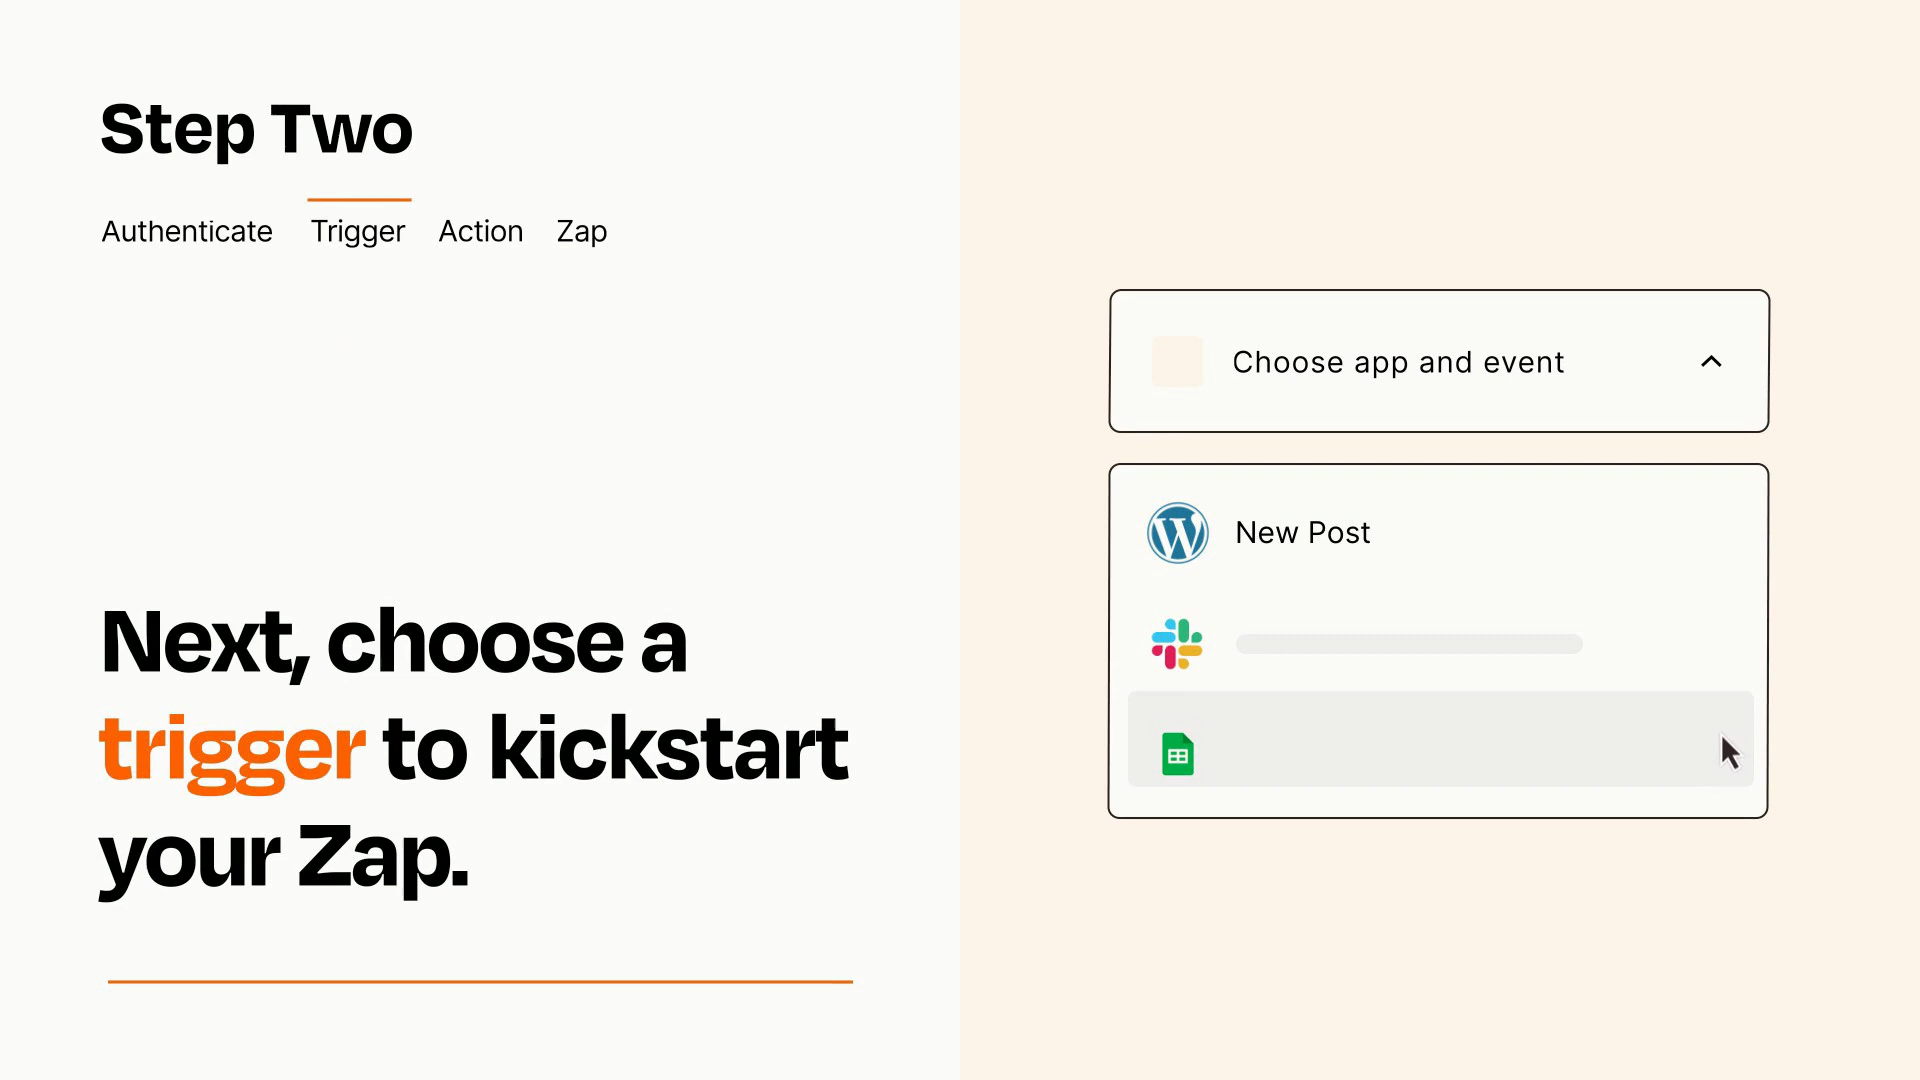 Step Two
Authenticate Trigger Action Zap
Next, choose a
trigger to kickstart
your Zap.
Choose app and event
New Post